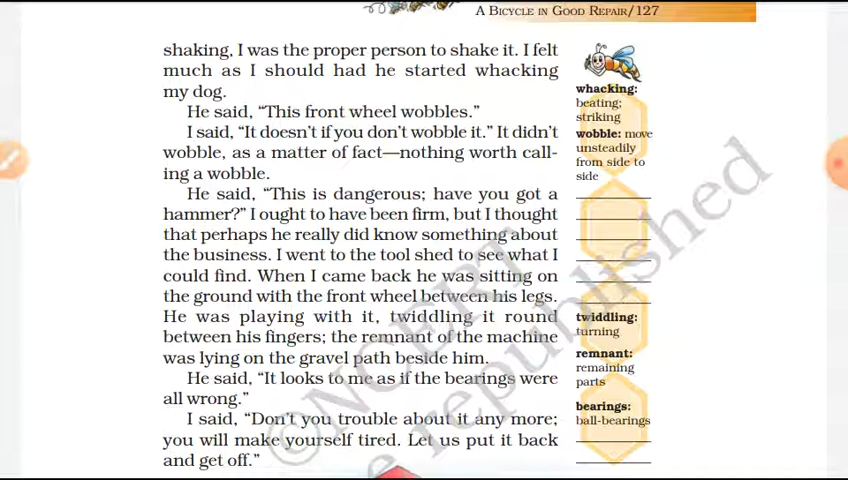 A BICYCLE IN GOOD REPAIR/127
shaking, I was the proper person to shake it. I felt
much as I should had he started whacking
my dog.
He said, “This front wheel wobbles.”
I said, “It doesn’t if you don’t wobble it.” It didn’t
wobble, as a matter of fact—nothing worth call-
ing a wobble.
He said, “This is dangerous; have you got a
hammer?” I ought to have been firm, but I thought
that perhaps he really did know something about
the business. I went to the tool shed to see what I
could find. When I came back he was sitting on
the ground with the front wheel between his legs.
He was playing with it, twiddling it round
between his fingers; the remnant of the machine
was lying on the gravel path beside him.
He said, “It looks to me as if the bearings were
all wrong.”
I said, “Don’t you trouble about it any more;
you will make yourself tired. Let us put it back
and get off.”
whacking:
beating;
striking
wobble: move
unsteadily
from side to
side
twiddling:
turning
remnant:
remaining
parts
bearings:
ball-bearings
©NCERT
e republished